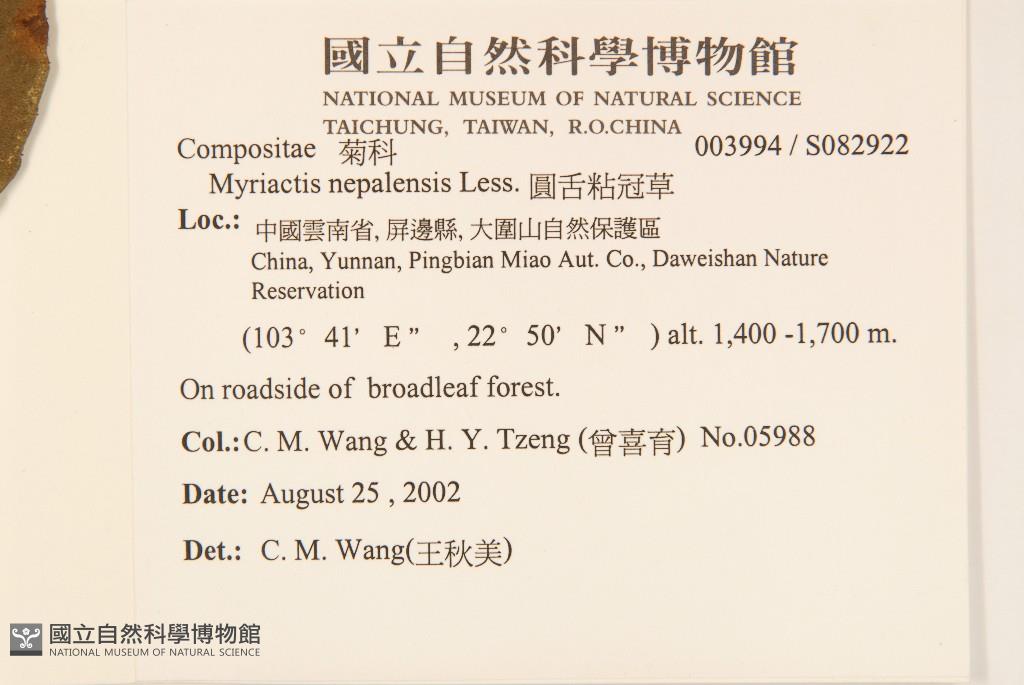 國立自然科學博物館
NATIONAL MUSEUM OF NATURAL SCIENCE
TAICHUNG, TAIWAN, R.O.CHINA
Compositae 菊科 003994 / S082922
Myriactis nepalensis Less. 圓舌粘冠草
Loc.: 中國雲南省, 屏邊縣, 大圍山自然保護區
China, Yunnan, Pingbian Miao Aut. Co., Daweishan Nature
Reservation
(103° 41' E ” , 22° 50' N ” ) alt. 1,400 -1,700 m.
On roadside of broadleaf forest.
Col.: C. M. Wang & H. Y. Tzeng (曾喜育) No.05988
Date: August 25 , 2002
Det.: C. M. Wang(王秋美)
國立自然科學博物館
NATIONAL MUSEUM OF NATURAL SCIENCE